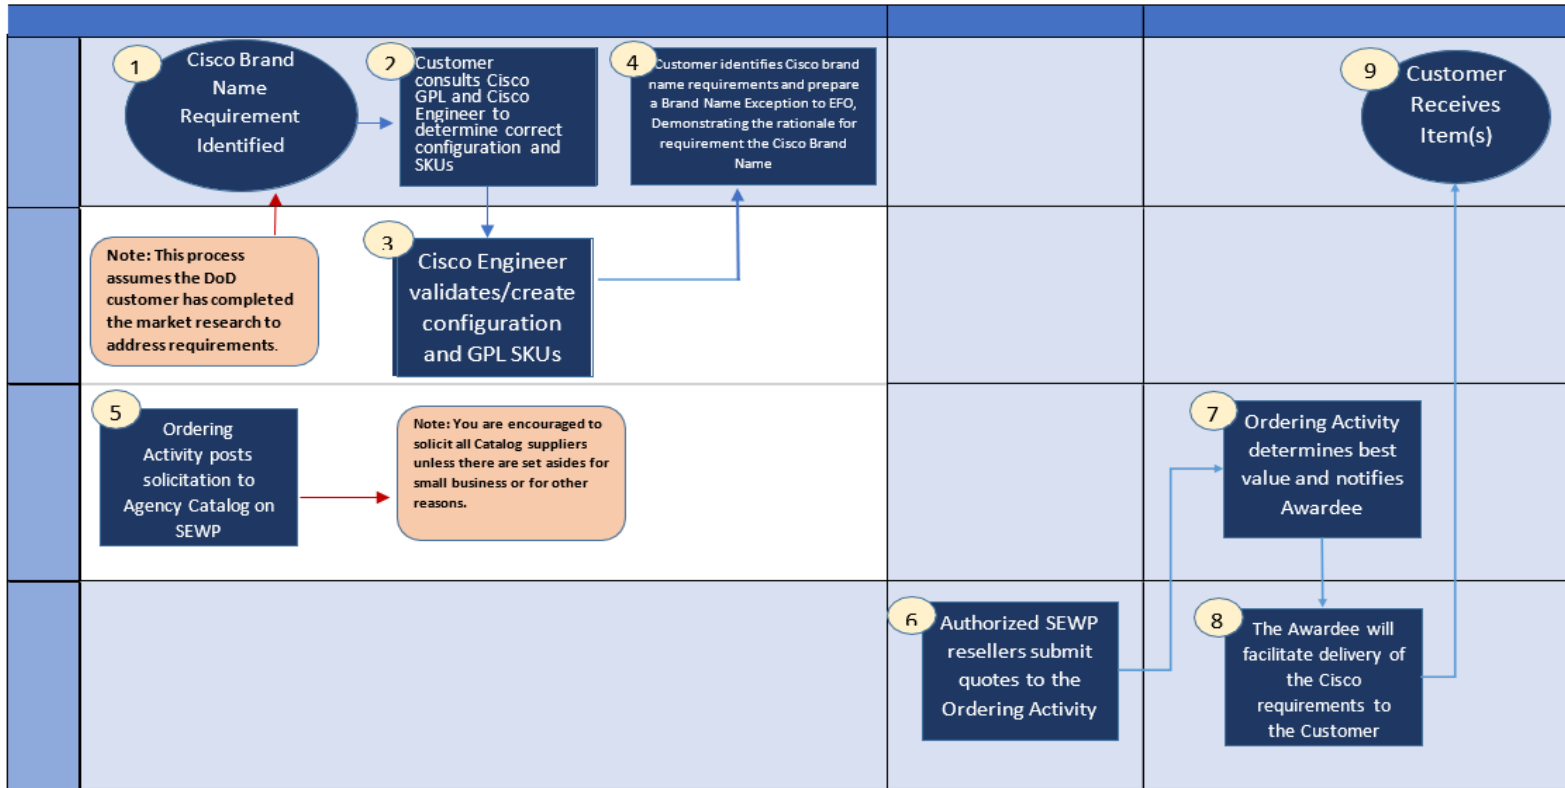 1
Cisco Brand
Name
Requirement
Identified
2
Customer
consults Cisco
GPL and Cisco
Engineer to
determine correct
configuration and
SKUs
4
Customer identifies Cisco brand
name requirements and prepare
a Brand Name Exception to EFO,
Demonstrating the rationale for
requirement the Cisco Brand
Name
9
Customer
Receives
Item(s)
Note: This process
assumes the DoD
customer has completed
the market research to
address requirements.
3
Cisco Engineer
validates/create
configuration
and GPL SKUs
5
Ordering
Activity posts
solicitation to
Agency Catalog on
SEWP
Note: You are encouraged to
solicit all Catalog suppliers
unless there are set asides for
small business or for other
reasons.
7
Ordering Activity
determines best
value and notifies
Awardee
6
Authorized SEWP
resellers submit
quotes to the
Ordering Activity
8
The Awardee will
facilitate delivery of
the Cisco
requirements to
the Customer